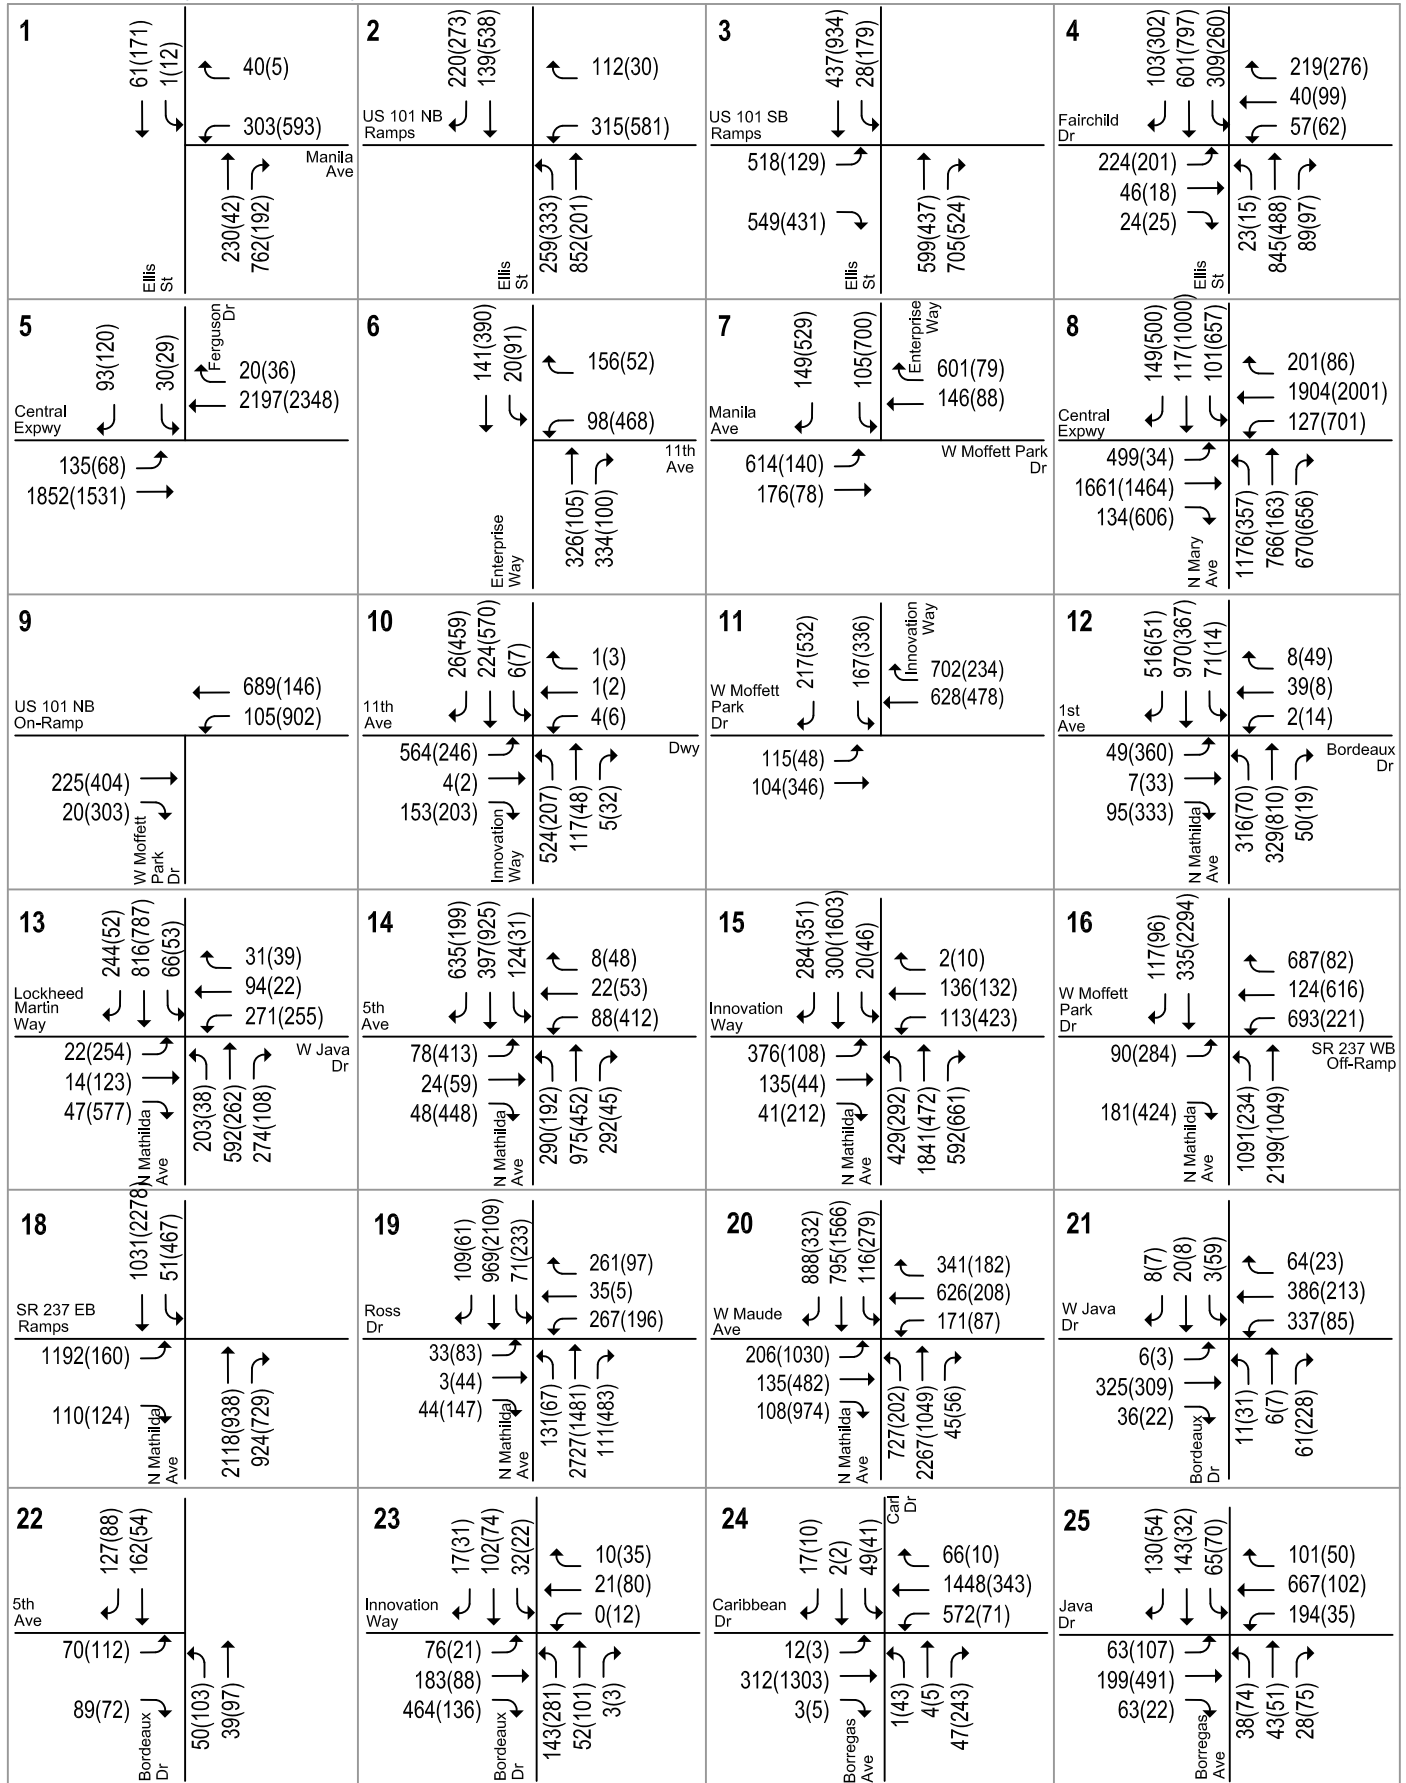 1
61(171)
1(12)
40(5)
303(593)
Manila
Ave
230(42)
762(192)
Ellis
St
2
220(273)
139(538)
112(30)
US 101 NB
Ramps
315(581)
259(333)
852(201)
Ellis
St
3
437(934)
28(179)
US 101 SB
Ramps
518(129)
549(431)
599(437)
705(524)
Ellis
St
4
103(302)
601(797)
309(260)
219(276)
40(99)
57(62)
Fairchild
Dr
224(201)
46(18)
24(25)
23(15)
845(488)
89(97)
Ellis
St
5
93(120)
30(29)
Ferguson
Dr
20(36)
2197(2348)
Central
Expwy
135(68)
1852(1531)
6
141(390)
20(91)
156(52)
98(468)
11th
Ave
326(105)
334(100)
Enterprise
Way
7
149(529)
105(700)
Enterprise
Way
601(79)
146(88)
Manila
Ave
W Moffett Park
Dr
614(140)
176(78)
8
149(500)
117(1000)
101(657)
201(86)
1904(2001)
127(701)
Central
Expwy
499(34)
1661(1464)
134(606)
N Mary
Ave
1176(357)
766(163)
670(656)
9
689(146)
105(902)
US 101 NB
On-Ramp
225(404)
20(303)
W Moffett
Park
Dr
10
26(459)
224(570)
6(7)
1(3)
1(2)
4(6)
11th
Ave
Dwy
564(246)
4(2)
153(203)
Innovation
Way
524(207)
117(48)
5(32)
11
217(532)
167(336)
Innovation
Way
702(234)
628(478)
W Moffett
Park
Dr
115(48)
104(346)
12
516(51)
970(367)
71(14)
8(49)
39(8)
2(14)
1st
Ave
Bordeaux
Dr
49(360)
7(33)
95(333)
N Mathilda
Ave
316(70)
329(810)
50(19)
13
244(52)
816(787)
66(53)
31(39)
94(22)
271(255)
Lockheed
Martin
Way
W Java
Dr
22(254)
14(123)
47(577)
N Mathilda
Ave
203(38)
592(262)
274(108)
14
635(199)
397(925)
124(31)
8(48)
22(53)
88(412)
5th
Ave
78(413)
24(59)
48(448)
N Mathilda
Ave
290(192)
975(452)
292(45)
15
284(351)
300(1603)
20(46)
2(10)
136(132)
113(423)
Innovation
Way
376(108)
135(44)
41(212)
N Mathilda
Ave
429(292)
1841(472)
592(661)
16
117(96)
335(2294)
687(82)
124(616)
693(221)
W Moffett
Park
Dr
SR 237 WB
Off-Ramp
90(284)
181(424)
N Mathilda
Ave
1091(234)
2199(1049)
18
1031(2278)
51(467)
SR 237 EB
Ramps
1192(160)
110(124)
N Mathilda
Ave
2118(938)
924(729)
19
109(61)
969(2109)
71(233)
261(97)
35(5)
267(196)
Ross
Dr
33(83)
3(44)
44(147)
N Mathilda
Ave
131(67)
2727(1481)
111(483)
20
888(332)
795(1566)
116(279)
341(182)
626(208)
171(87)
W Maude
Ave
206(1030)
135(482)
108(974)
N Mathilda
Ave
727(202)
2267(1049)
45(56)
21
8(7)
20(8)
3(59)
64(23)
386(213)
337(85)
W Java
Dr
6(3)
325(309)
36(22)
Bordeaux
Dr
11(31)
6(7)
61(228)
22
127(88)
162(54)
5th
Ave
70(112)
89(72)
Bordeaux
Dr
50(103)
39(97)
23
17(31)
102(74)
32(22)
10(35)
21(80)
0(12)
Innovation
Way
76(21)
183(88)
464(136)
Bordeaux
Dr
143(281)
52(101)
3(3)
24
17(10)
2(2)
49(41)
Carl
Dr
66(10)
1448(343)
572(71)
Caribbean
Dr
12(3)
312(1303)
3(5)
Borregas
Ave
1(43)
4(5)
47(243)
25
130(54)
143(32)
65(70)
101(50)
667(102)
194(35)
Java
Dr
63(107)
199(491)
63(22)
Borregas
Ave
38(74)
43(51)
28(75)